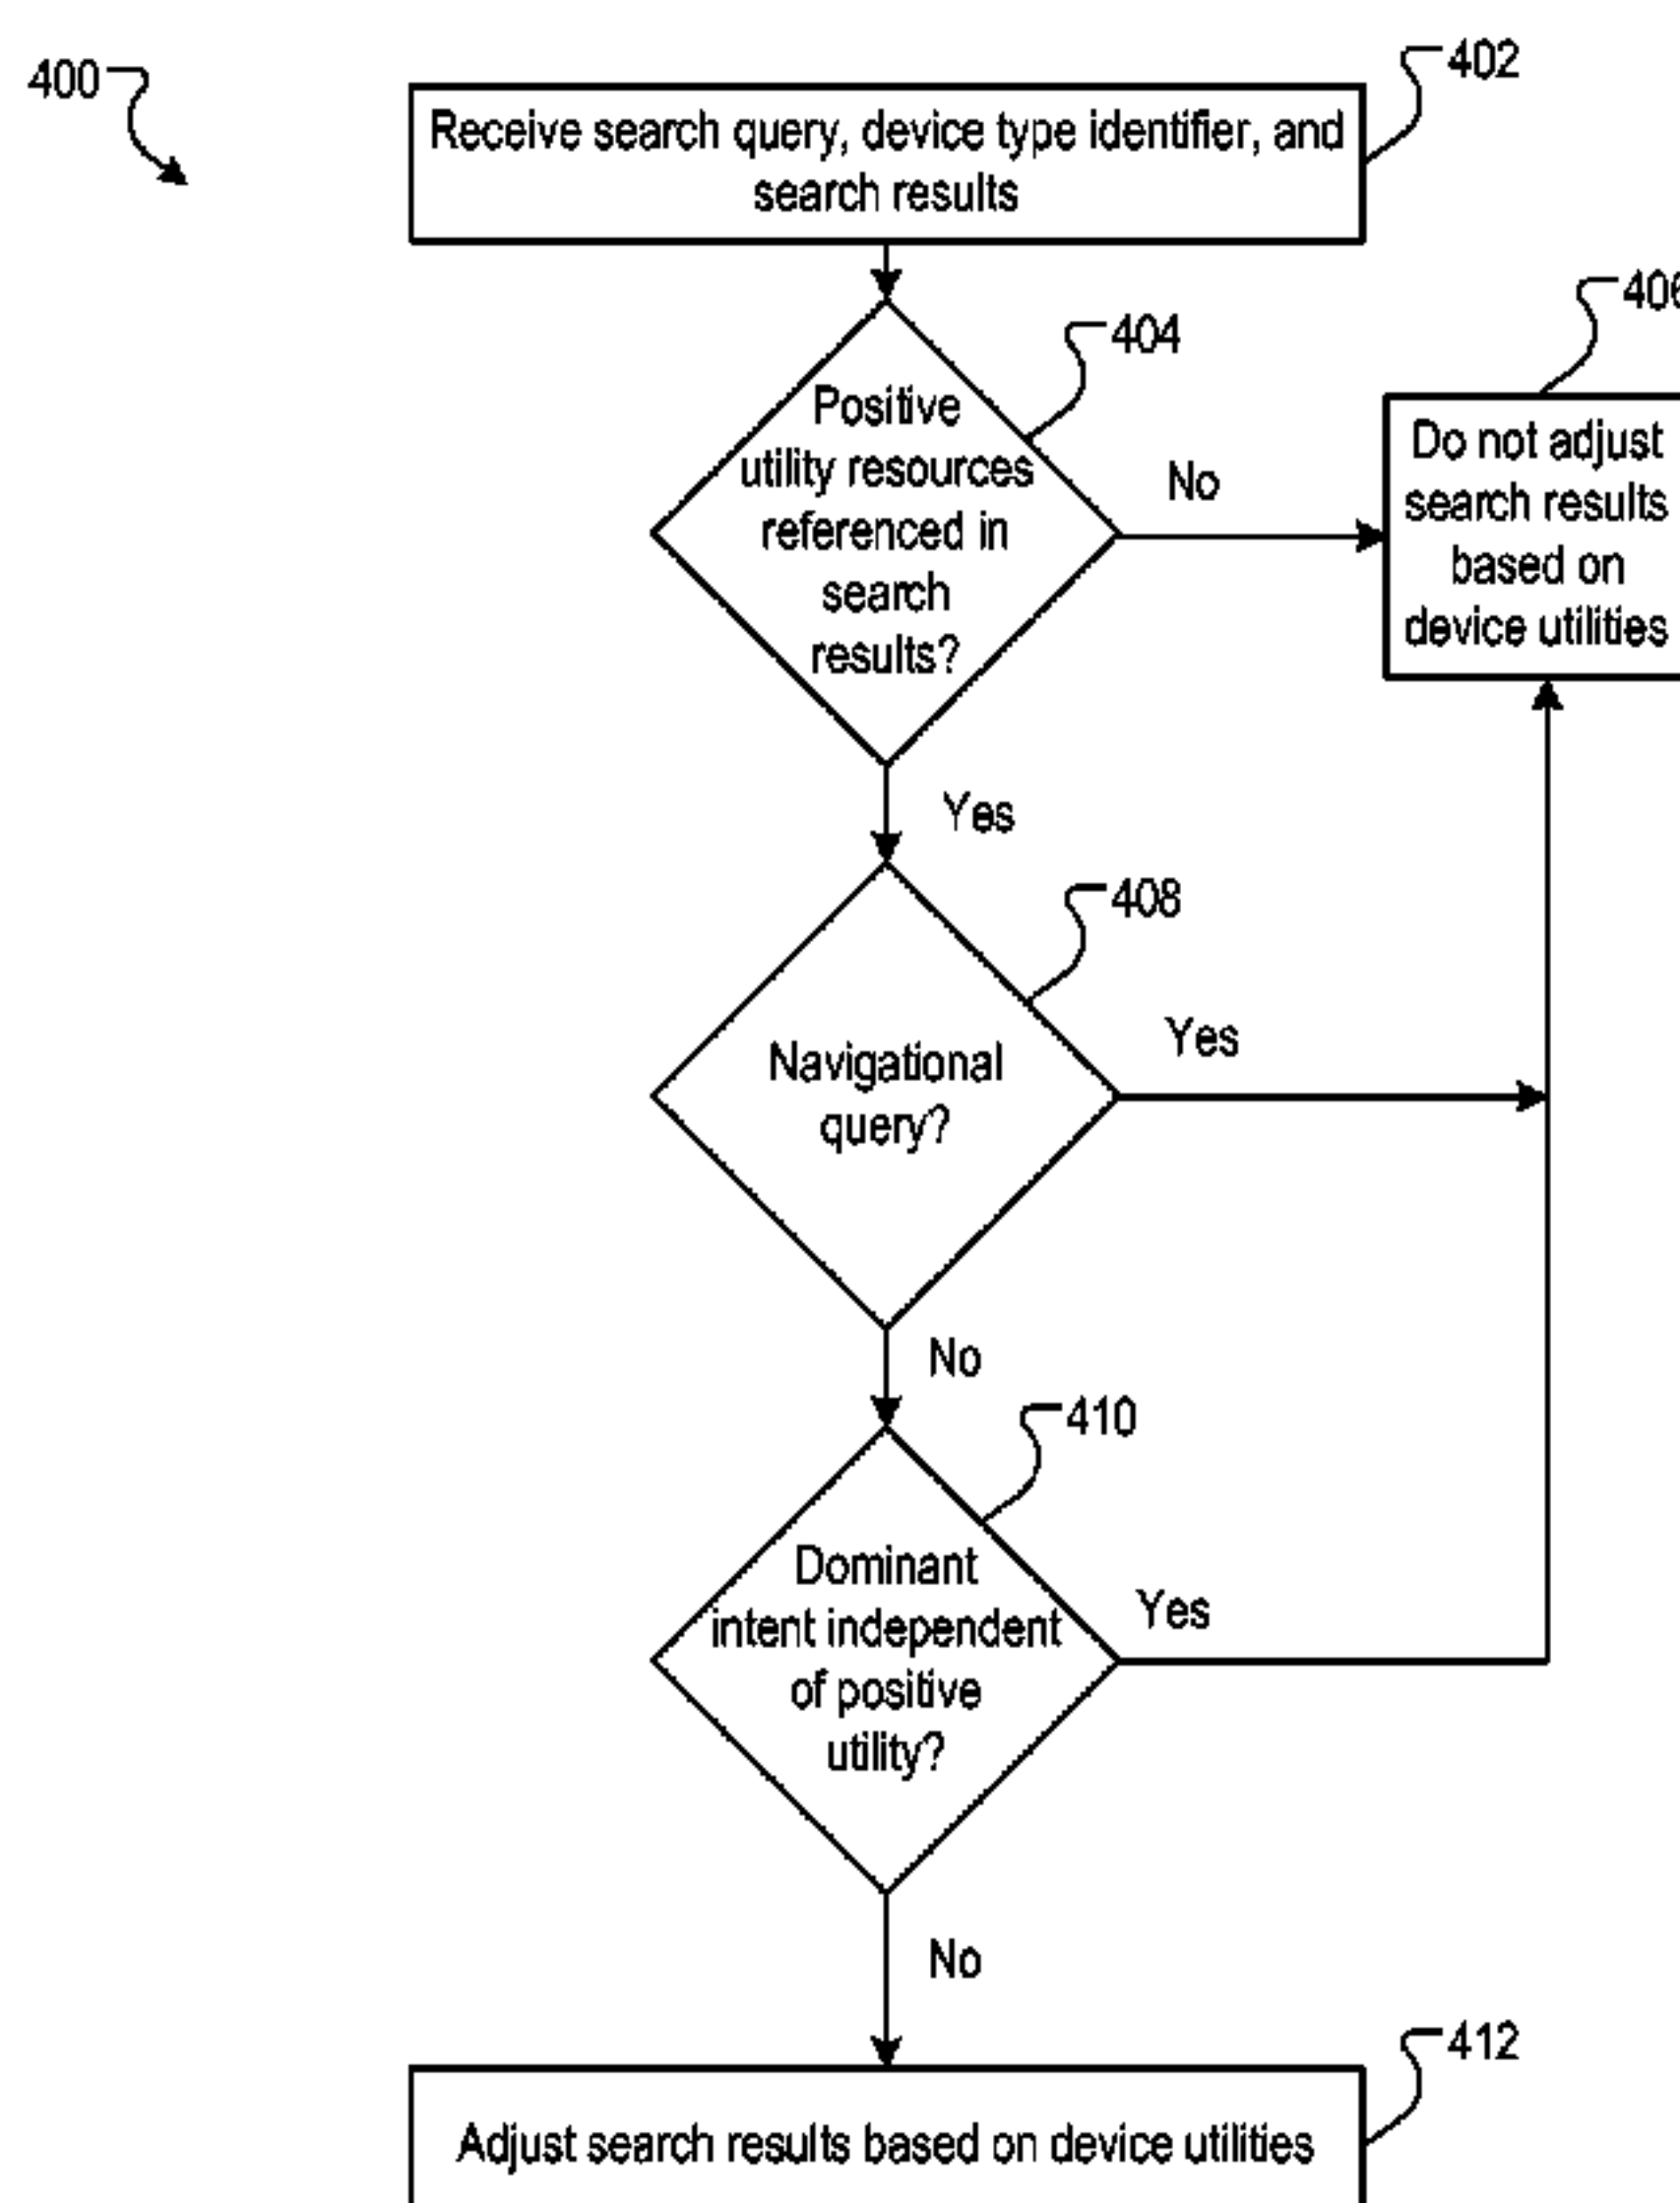 400
402
Receive search query, device type identifier, and
search results
404
Positive
utility resources
referenced in
search
results?
No
406
Do not adjust
search results
based on
device utilities
Yes
408
Navigational
query?
Yes
No
410
Dominant
intent independent
of positive
utility?
Yes
No
412
Adjust search results based on device utilities